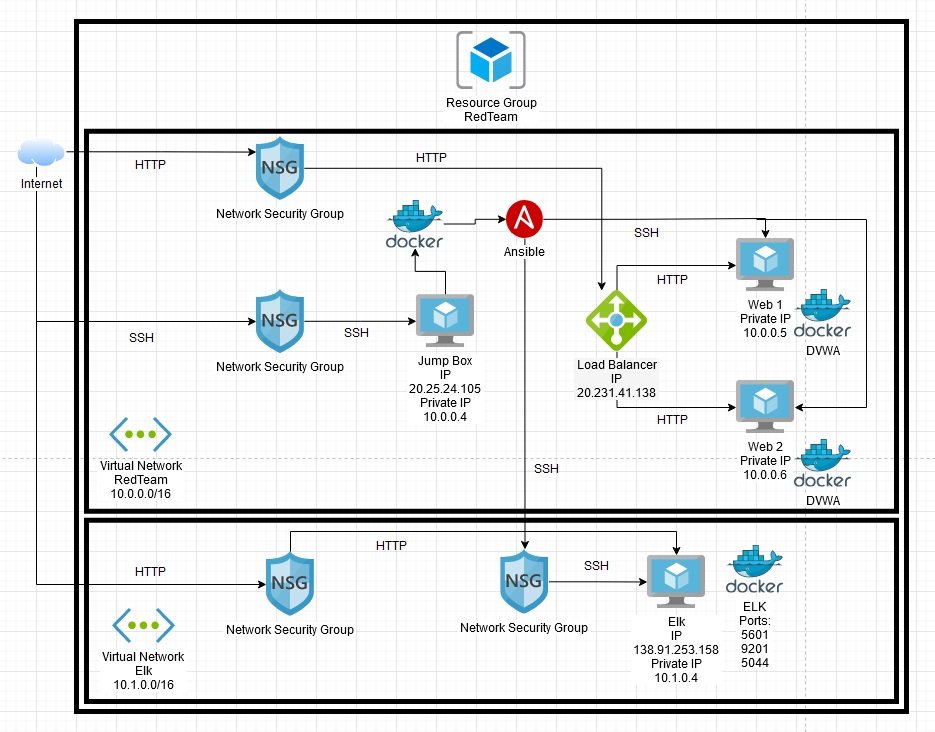 Resource Group
RedTeam
Internet
HTTP
NSG
Network Security Group
HTTP
docker
Ansible
SSH
SSH
NSG
Network Security Group
SSH
Jump Box
IP
20.25.24.105
Private IP
10.0.0.4
Load Balancer
IP
20.231.41.138
HTTP
HTTP
Web 1
Private IP
10.0.0.5
docker
DVWA
Web 2
Private IP
10.0.0.6
docker
DVWA
Virtual Network
RedTeam
10.0.0.0/16
SSH
HTTP
HTTP
NSG
Network Security Group
NSG
Network Security Group
SSH
Elk
IP
138.91.253.158
Private IP
10.1.0.4
docker
ELK
Ports:
5601
9201
5044
Virtual Network
Elk
10.1.0.0/16